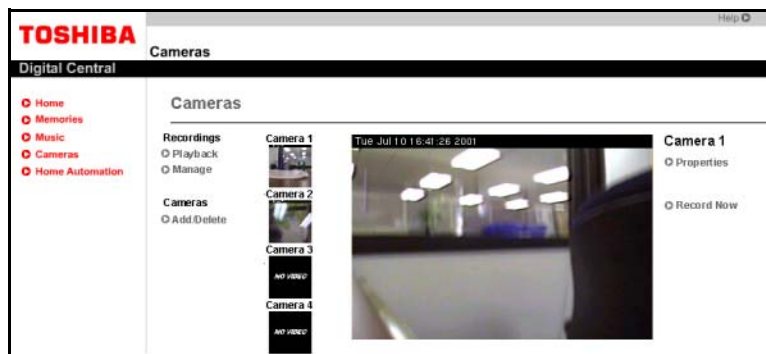 Help
TOSHIBA
Cameras
Digital Central
Home
Memories
Music
Cameras
Home Automation
Cameras
Recordings
Playback
Manage
Cameras
Add/Delete
Camera 1
Camera 2
Camera 3
NO VIDEO
Camera 4
NO VIDEO
Tue Jul 10 16:41:26 2001
Camera 1
Properties
Record Now